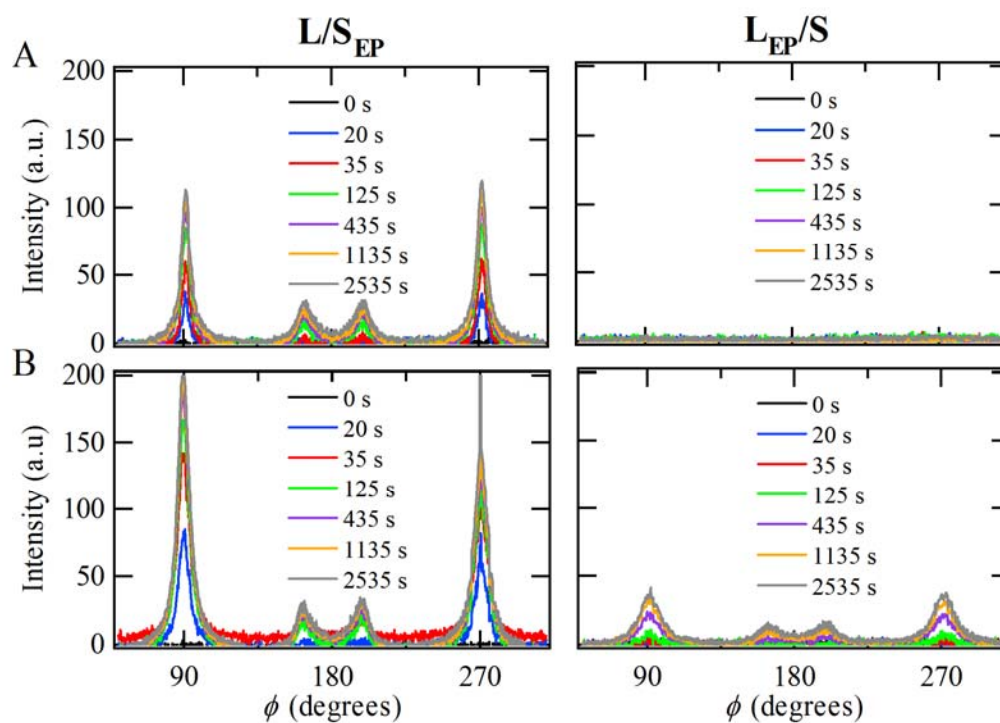 L/S_EP
L_EP/S
A
Intensity (a.u.)
200
150
100
50
0
0 s
20 s
35 s
125 s
435 s
1135 s
2535 s
0 s
20 s
35 s
125 s
435 s
1135 s
2535 s
B
Intensity (a.u)
200
150
100
50
0
0 s
20 s
35 s
125 s
435 s
1135 s
2535 s
0 s
20 s
35 s
125 s
435 s
1135 s
2535 s
90 180 270
90 180 270
ϕ (degrees)
ϕ (degrees)